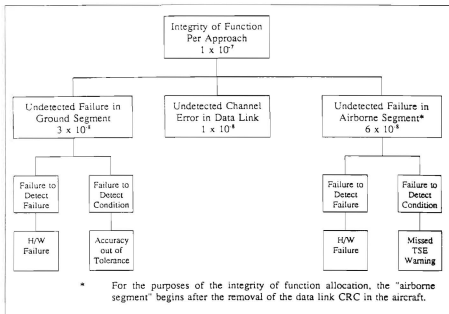 Integrity of Function
Per Approach
1 x 10⁻⁷
Undetected Failure in
Ground Segment
3 x 10⁻⁸
Undetected Channel
Error in Data Link
1 x 10⁻⁸
Undetected Failure in
Airborne Segment*
6 x 10⁻⁸
Failure to
Detect
Failure
Failure to
Detect
Condition
Failure to
Detect
Failure
Failure to
Detect
Condition
H/W
Failure
Accuracy
out of
Tolerance
H/W
Failure
Missed
TSE
Warning
* For the purposes of the integrity of function allocation, the "airborne
segment" begins after the removal of the data link CRC in the aircraft.